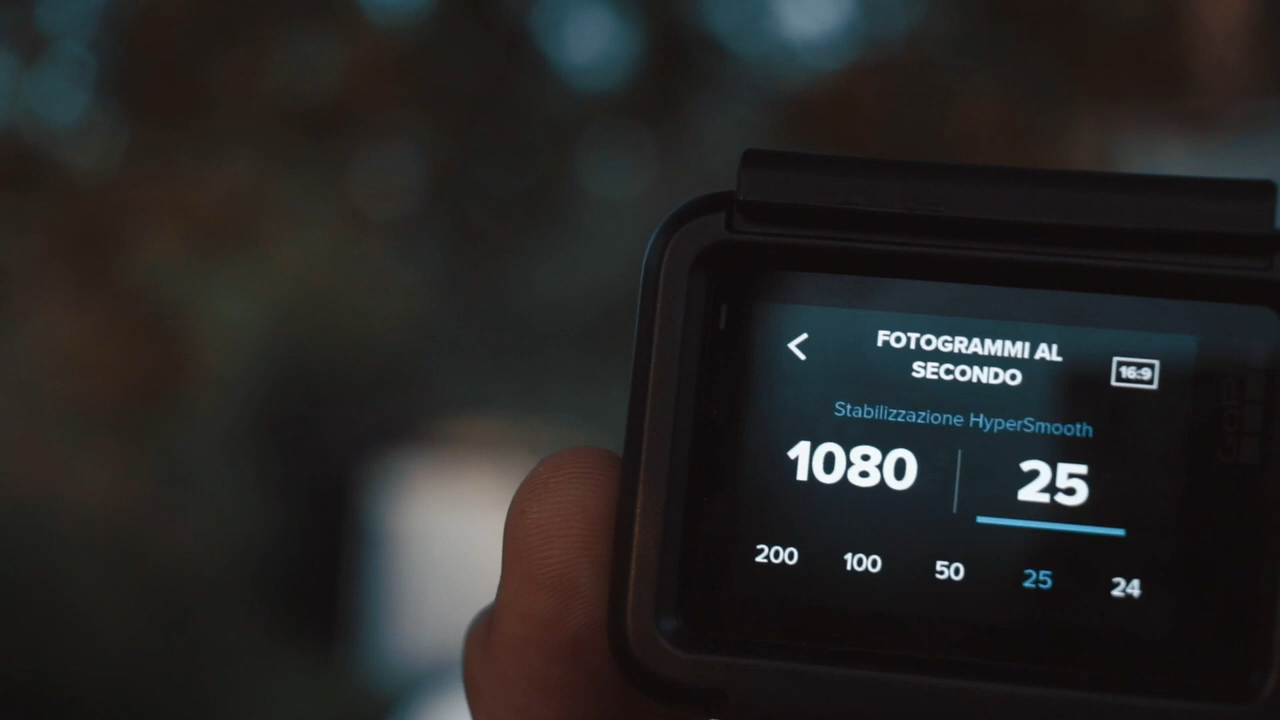 FOTOGRAMMI AL
SECONDO
16:9
Stabilizzazione HyperSmooth
1080
25
200 100 50 25 24